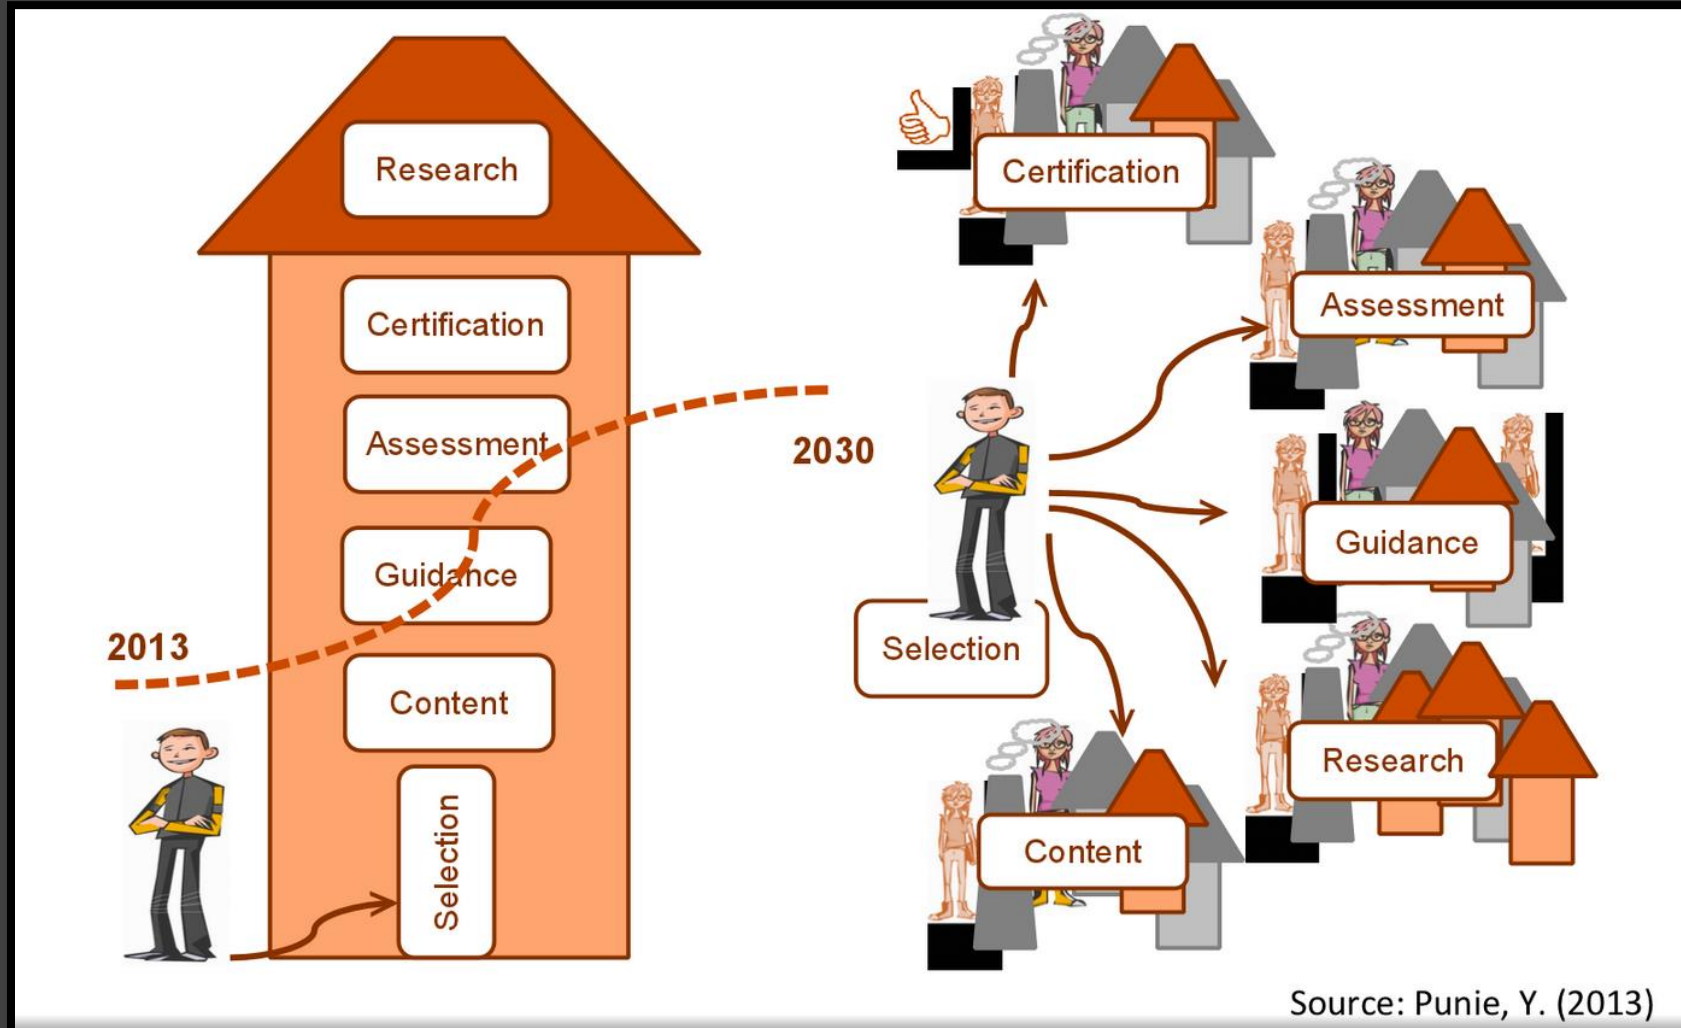 Research
Certification
Assessment
Guidance
Content
Selection
2013
2030
Certification
Assessment
Guidance
Research
Content
Selection
Source: Punie, Y. (2013)